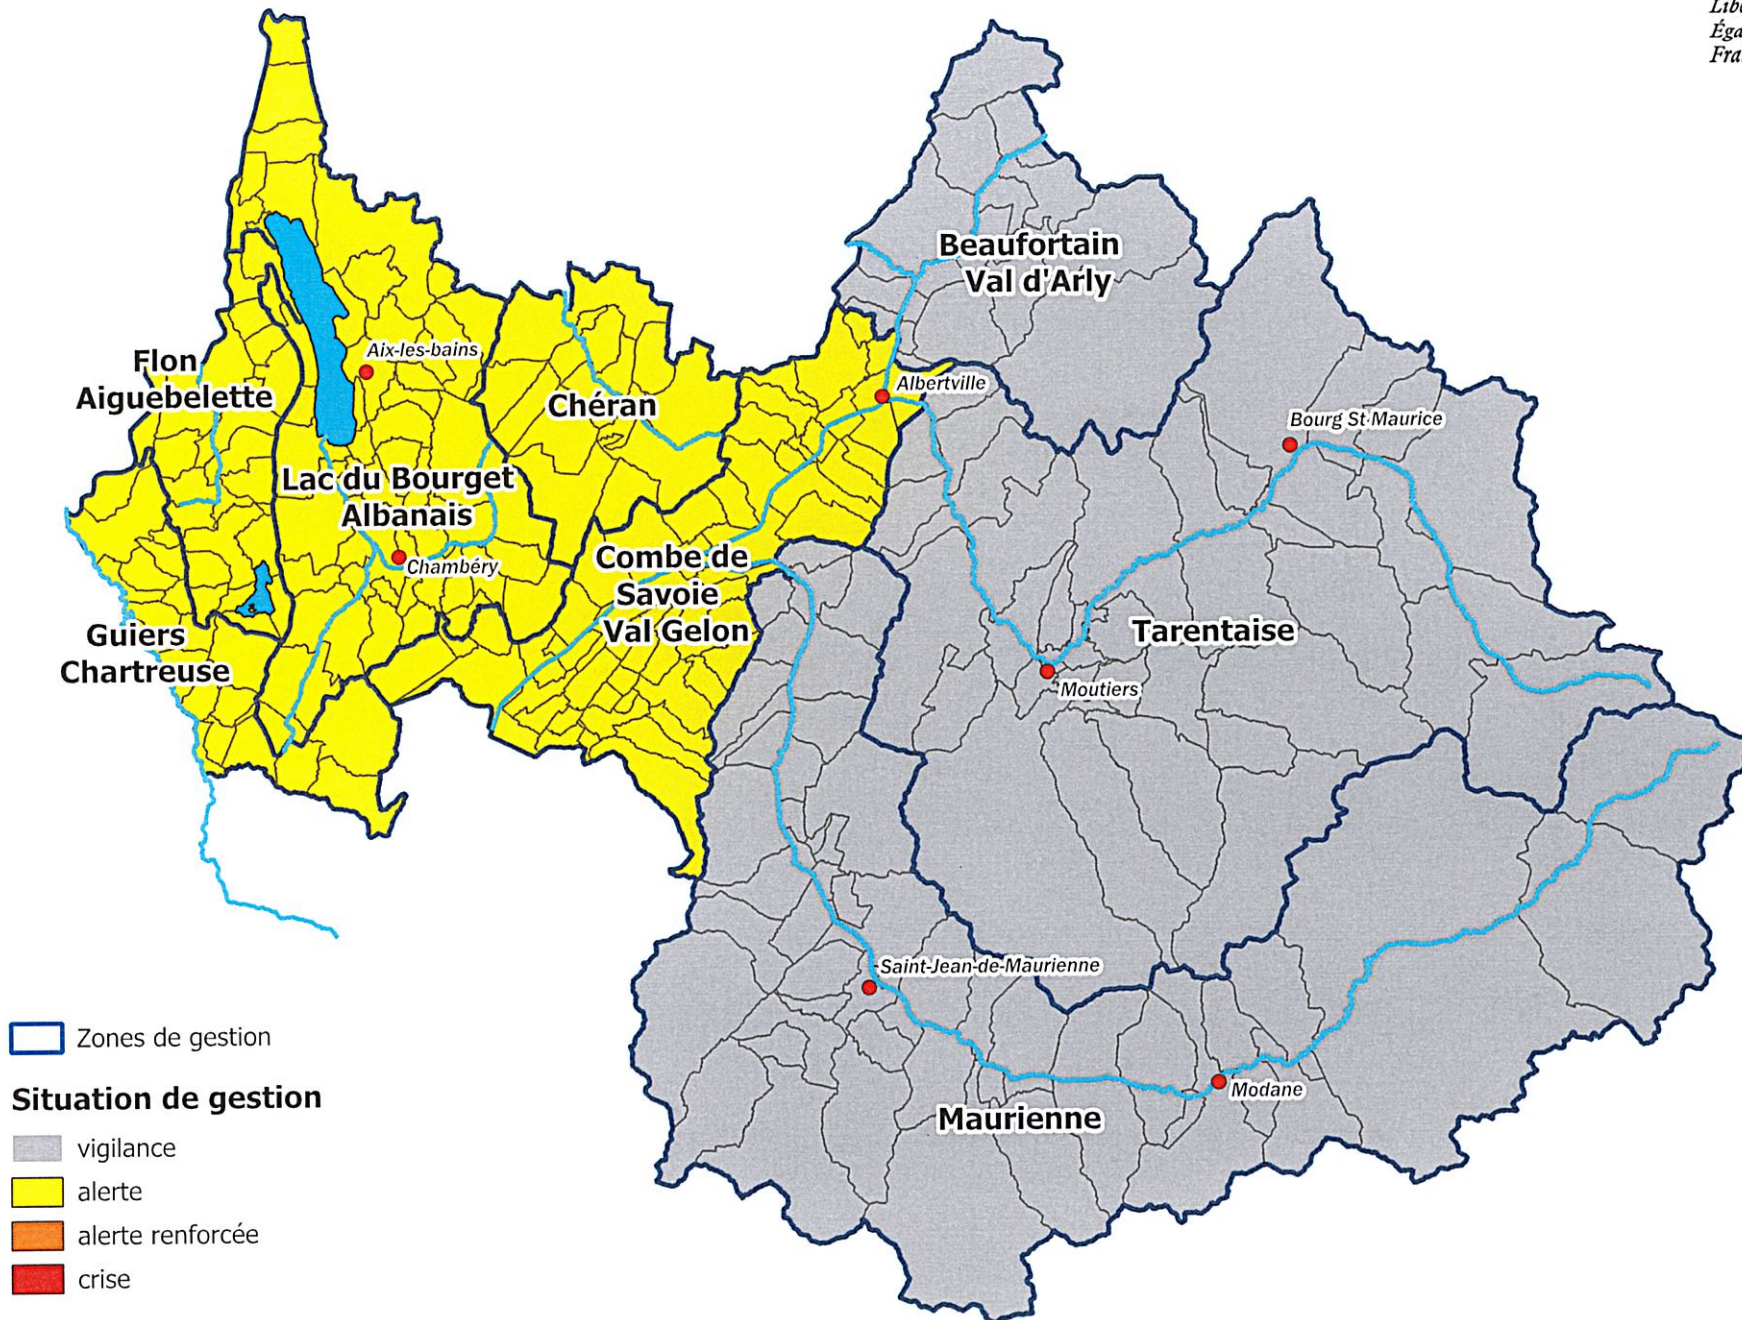 Beaufortain
Val d'Arly
Flon
Aiguebelette
Aix-les-bains
Chéran
Albertville
Bourg St-Maurice
Lac du Bourget
Albanais
Chambéry
Combe de
Savoie
Val Gelon
Guiers
Chartreuse
Tarentaise
Moutiers
Saint-Jean-de-Maurienne
Modane
Maurienne
Zones de gestion
Situation de gestion
vigilance
alerte
alerte renforcée
crise